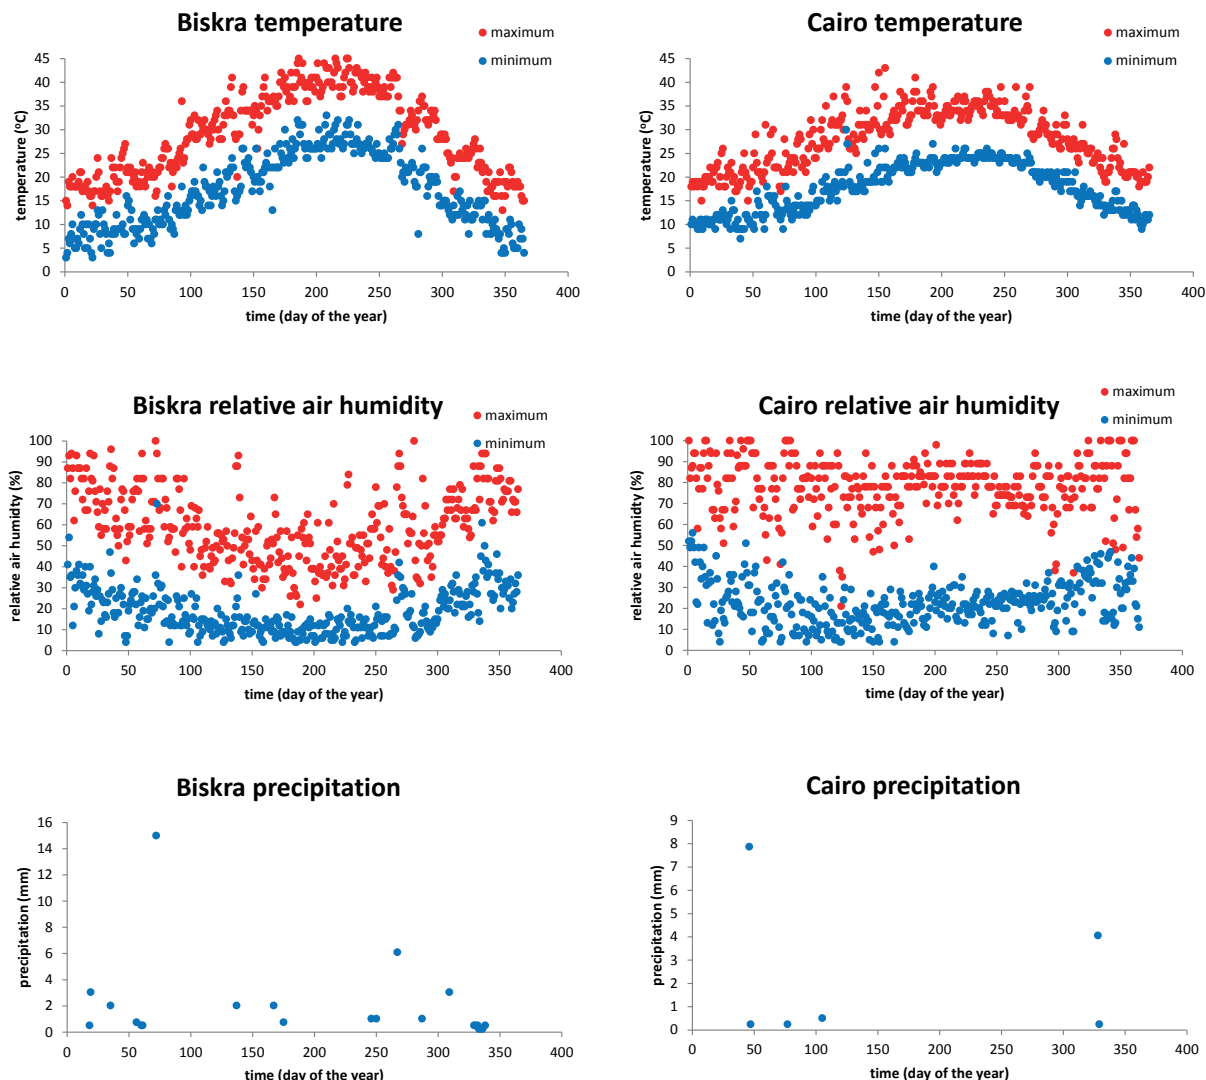 Biskra temperature
maximum
minimum
45
40
35
30
25
20
15
10
5
0
temperature (°C)
0 50 100 150 200 250 300 350 400
time (day of the year)
Cairo temperature
maximum
minimum
45
40
35
30
25
20
15
10
5
0
temperature (°C)
0 50 100 150 200 250 300 350 400
time (day of the year)
Biskra relative air humidity
maximum
minimum
100
90
80
70
60
50
40
30
20
10
0
relative air humidity (%)
0 50 100 150 200 250 300 350 400
time (day of the year)
Cairo relative air humidity
maximum
minimum
100
90
80
70
60
50
40
30
20
10
0
relative air humidity (%)
0 50 100 150 200 250 300 350 400
time (day of the year)
Biskra precipitation
16
14
12
10
8
6
4
2
0
precipitation (mm)
0 50 100 150 200 250 300 350 400
time (day of the year)
Cairo precipitation
9
8
7
6
5
4
3
2
1
0
precipitation (mm)
0 50 100 150 200 250 300 350 400
time (day of the year)